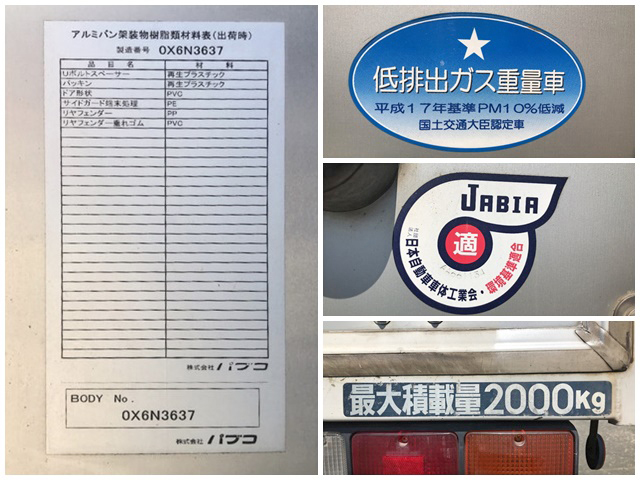 アルミバン架装物樹脂類材料表(出荷時)
製造番号 0X6N3637
品目名 材料
Uボルトスペーサー 再生プラスチック
パッキン 再生プラスチック
ドア形状 PVC
サイドガード端末処理 PE
リヤフェンダー PP
リヤフェンダー垂れゴム PVC
株式会社 パブコ
BODY No.
0X6N3637
株式会社 パブコ
低排出ガス重量車
平成17年基準PM10%低減
国土交通大臣認定車
JABIA
適
日本自動車車体工業会・
最大積載量2000Kg